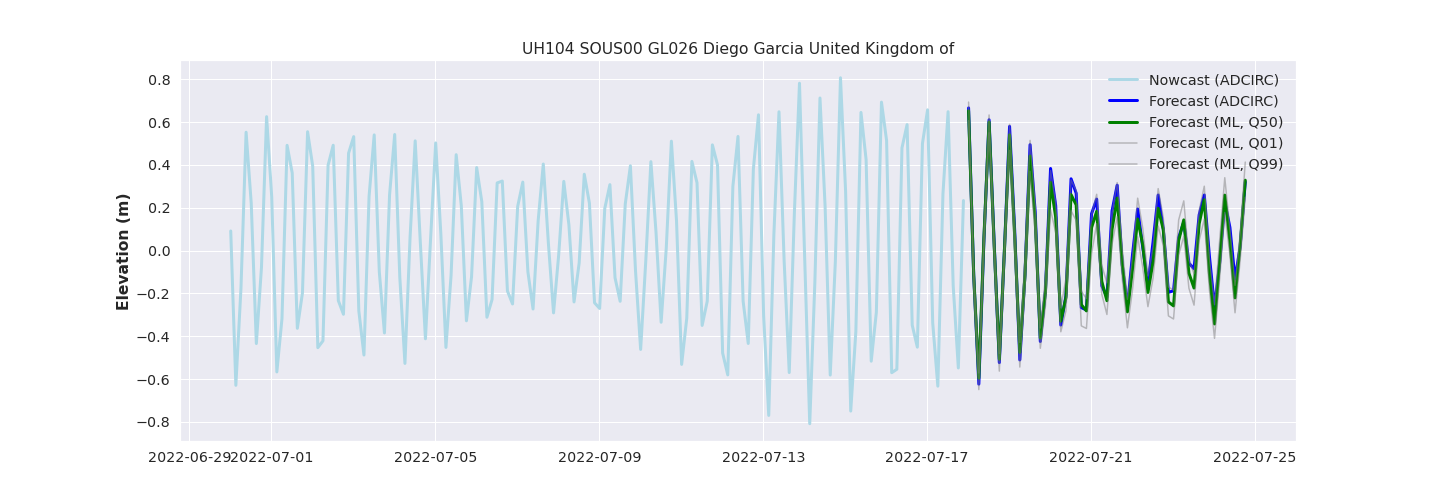 UH104 SOUS00 GL026 Diego Garcia United Kingdom of
Elevation (m)
0.8
0.6
0.4
0.2
0.0
−0.2
−0.4
−0.6
−0.8
Nowcast (ADCIRC)
Forecast (ADCIRC)
Forecast (ML, Q50)
Forecast (ML, Q01)
Forecast (ML, Q99)
2022-06-29 2022-07-01 2022-07-05 2022-07-09 2022-07-13 2022-07-17 2022-07-21 2022-07-25